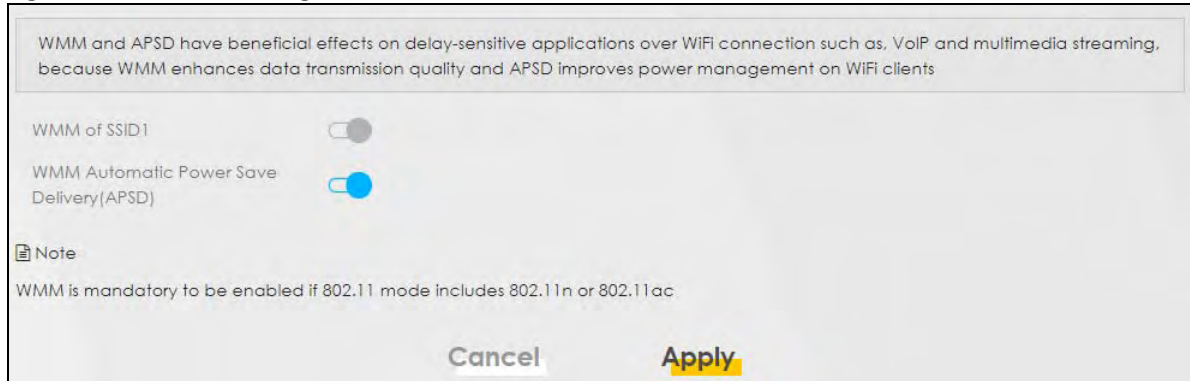 WMM and APSD have beneficial effects on delay-sensitive applications over WiFi connection such as, VoIP and multimedia streaming,
because WMM enhances data transmission quality and APSD improves power management on WiFi clients
WMM of SSID1
WMM Automatic Power Save
Delivery(APSD)
Note
WMM is mandatory to be enabled if 802.11 mode includes 802.11n or 802.11ac
Cancel Apply